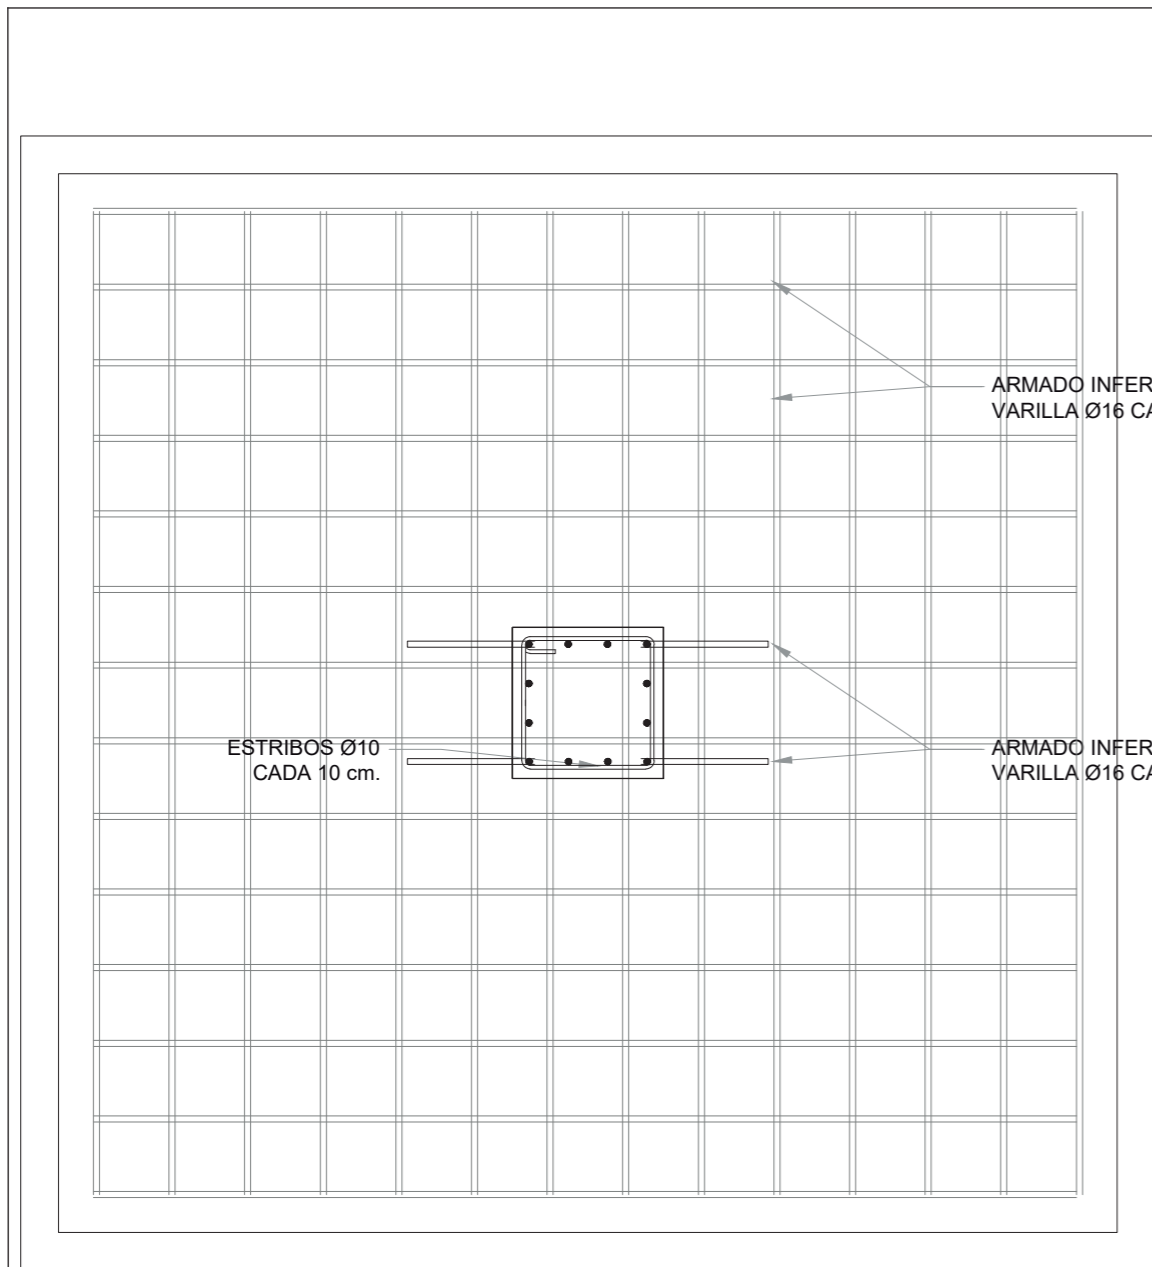 ARMADO INFER
VARILLA Ø16 CA
ESTRIBOS Ø10
CADA 10 cm.
ARMADO INFER
VARILLA Ø16 CA